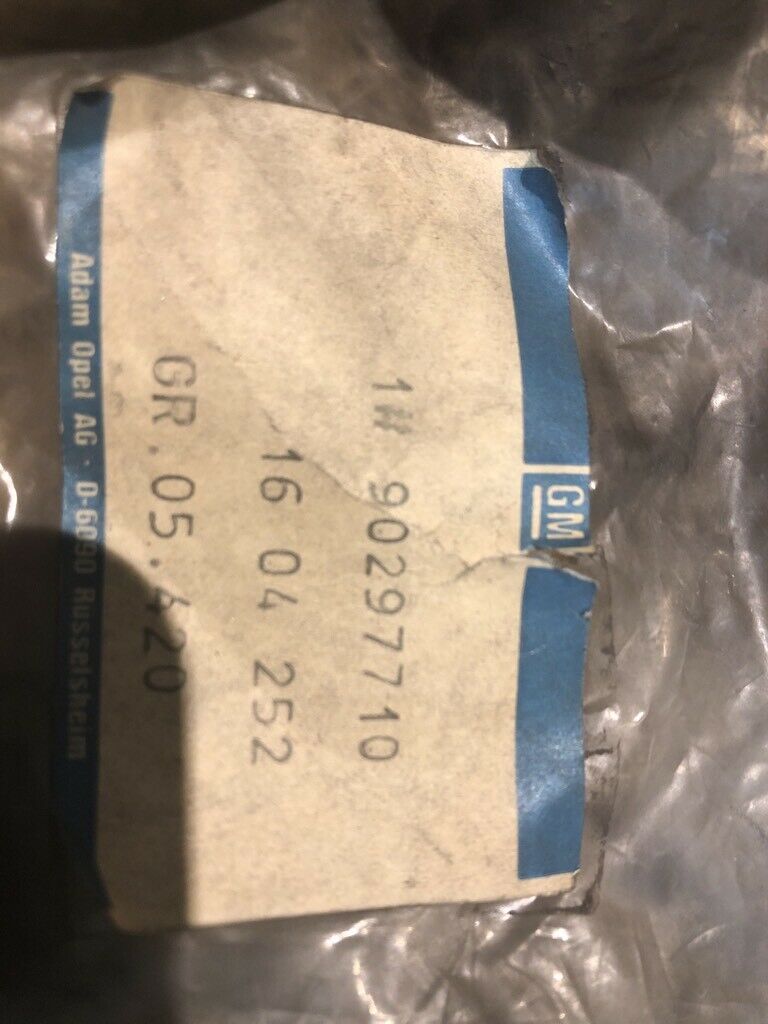 GM
1# 90297710
16 04 252
GR.05.420
Adam Opel AG · D-6090 Russelsheim